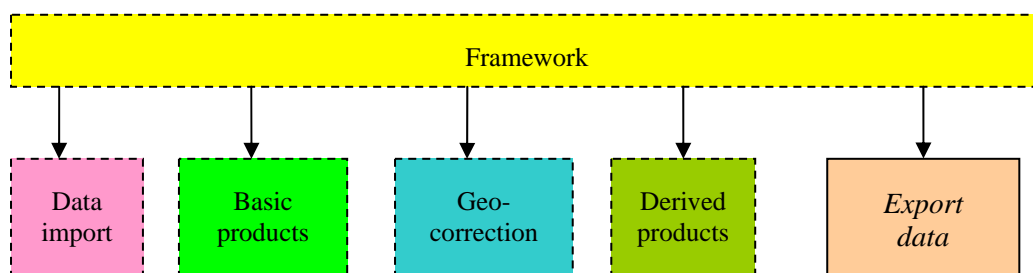 Framework
Data
import
Basic
products
Geo-
correction
Derived
products
Export
data